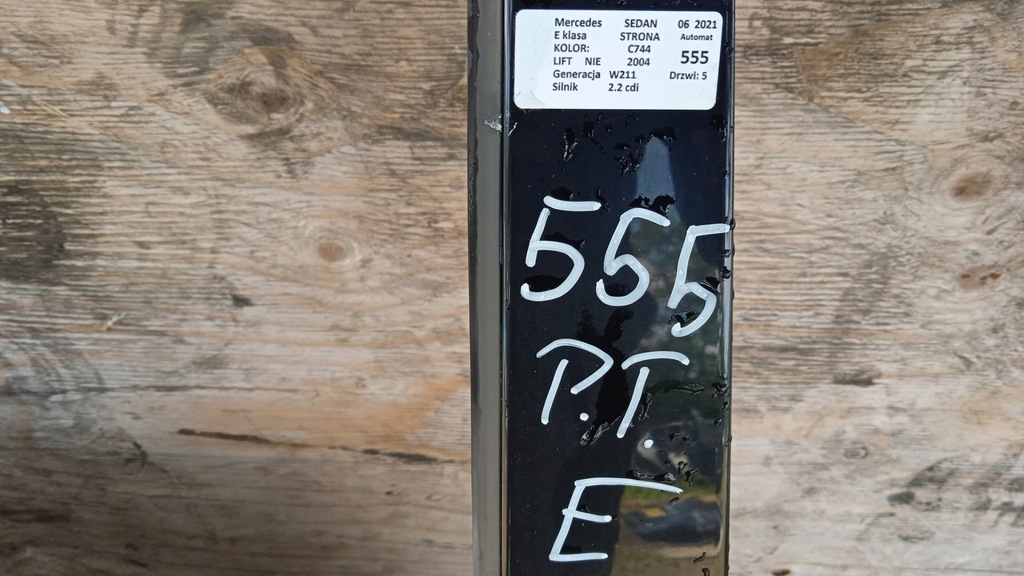 Mercedes SEDAN 06 2021
E klasa STRONA Automat
KOLOR: C744 555
LIFT NIE 2004
Generacja W211 Drzwi: 5
Silnik 2.2 cdi
555
P.T.
E